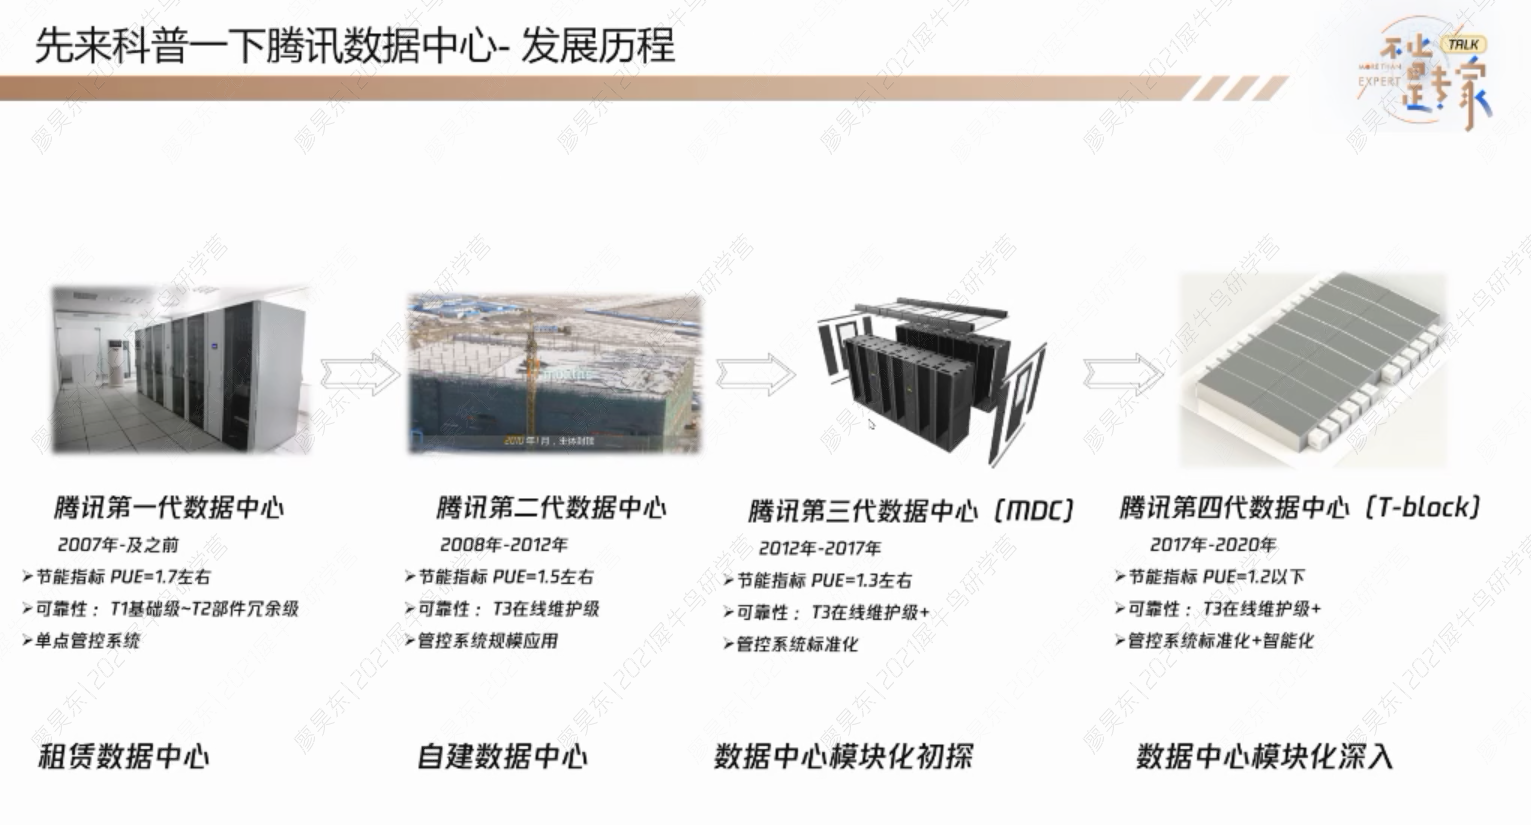 先来科普一下腾讯数据中心- 发展历程
不止
TALK
MORE THAN
EXPERT
是专家
2020年1月，主体封顶
腾讯第一代数据中心
2007年-及之前
➢节能指标 PUE=1.7左右
➢可靠性：T1基础级~T2部件冗余级
➢单点管控系统
租赁数据中心
腾讯第二代数据中心
2008年-2012年
➢节能指标 PUE=1.5左右
➢可靠性：T3在线维护级
➢管控系统规模应用
自建数据中心
腾讯第三代数据中心（MDC）
2012年-2017年
➢节能指标 PUE=1.3左右
➢可靠性：T3在线维护级+
➢管控系统标准化
数据中心模块化初探
腾讯第四代数据中心（T-block）
2017年-2020年
➢节能指标 PUE=1.2以下
➢可靠性：T3在线维护级+
➢管控系统标准化+智能化
数据中心模块化深入
廖昊东|2021犀牛鸟研学营